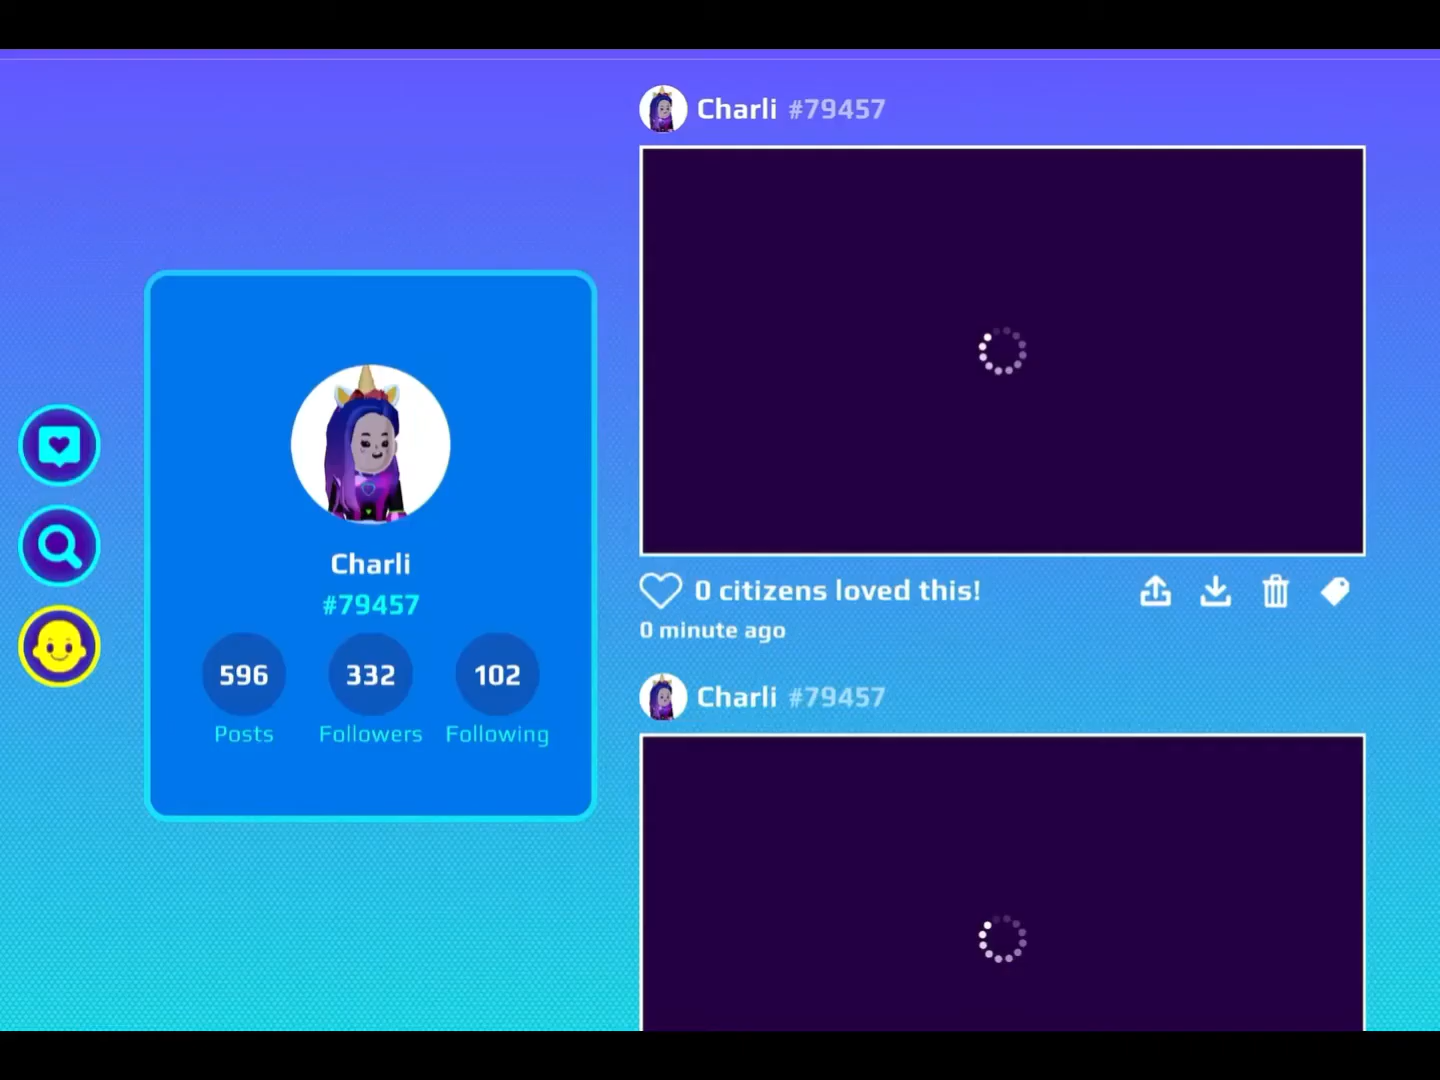 Charli #79457
0 citizens loved this!
0 minute ago
Charli #79457
Charli
#79457
596 332 102
Posts Followers Following